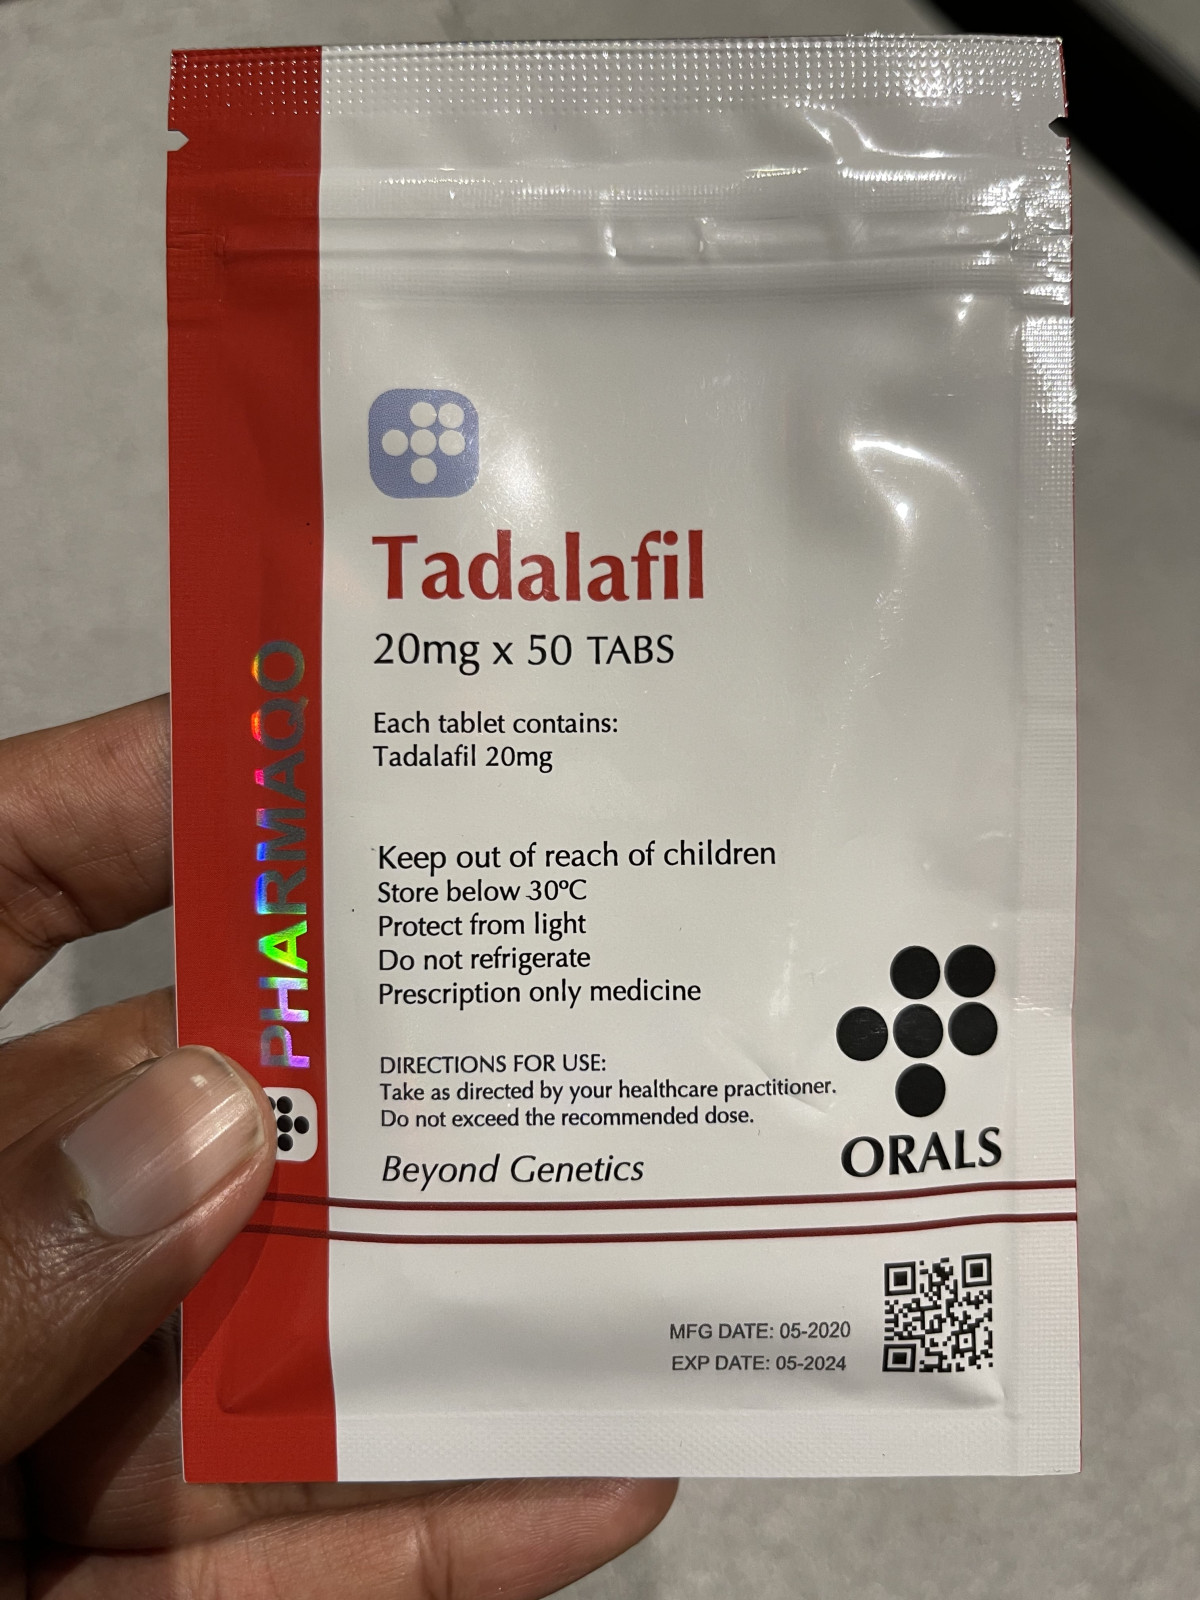 Tadalafil
20mg x 50 TABS
Each tablet contains:
Tadalafil 20mg
Keep out of reach of children
Store below 30ºC
Protect from light
Do not refrigerate
Prescription only medicine
DIRECTIONS FOR USE:
Take as directed by your healthcare practitioner.
Do not exceed the recommended dose.
Beyond Genetics
ORALS
PHARMAQO
MFG DATE: 05-2020
EXP DATE: 05-2024